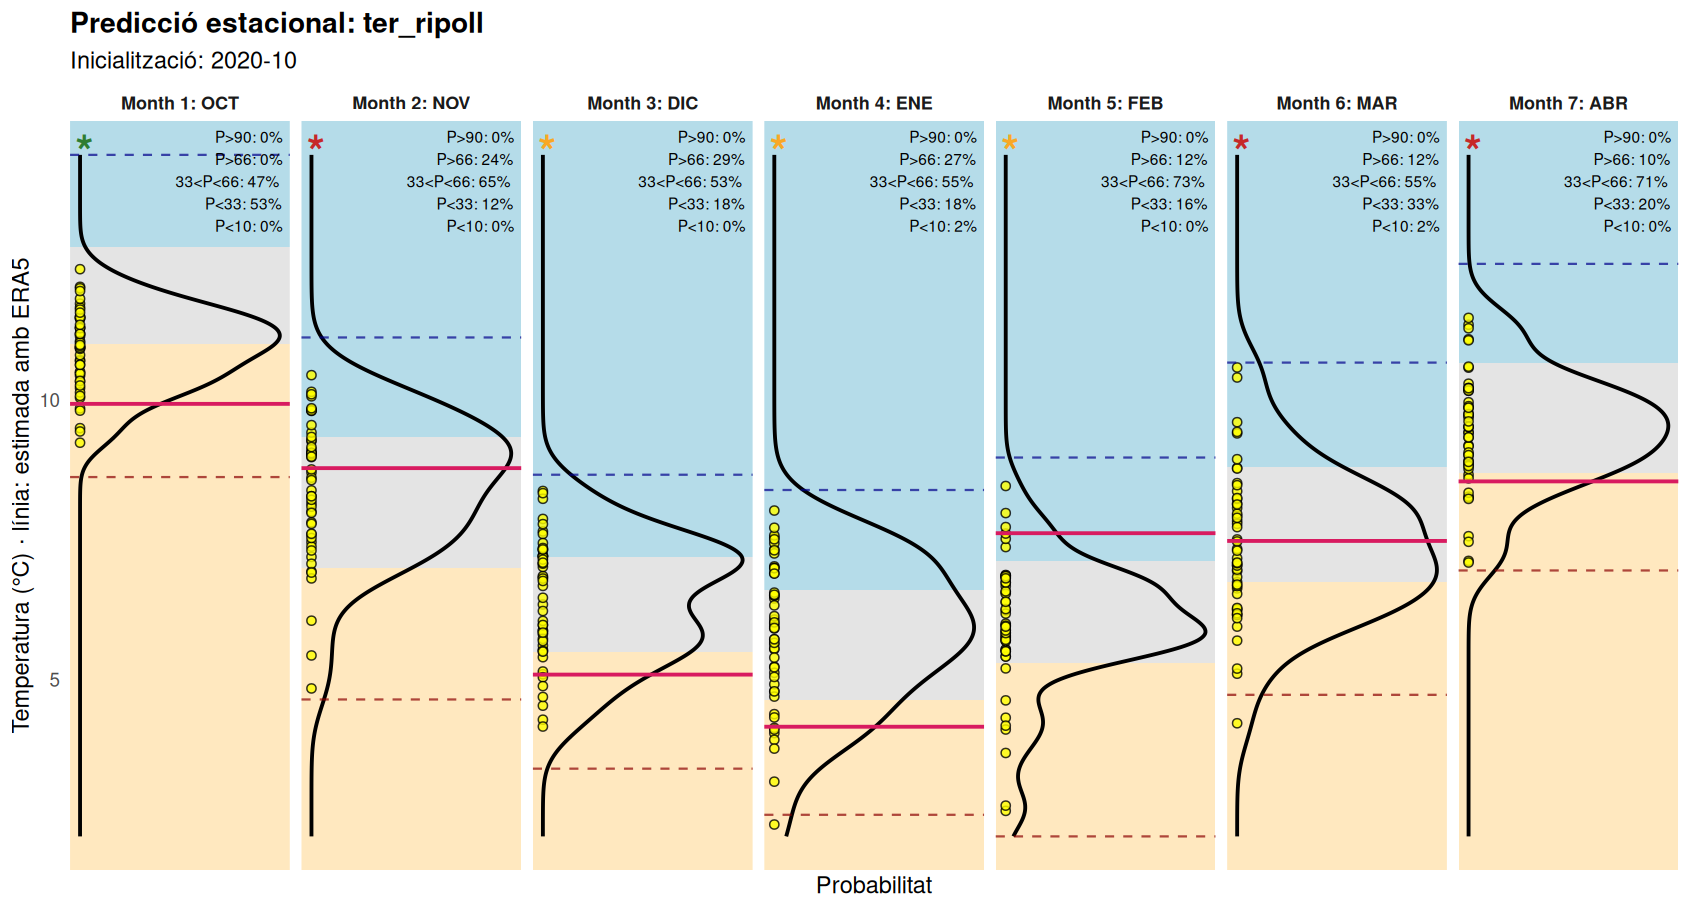 Predicció estacional: ter_ripoll
Inicialització: 2020-10
Month 1: OCT
Month 2: NOV
Month 3: DIC
Month 4: ENE
Month 5: FEB
Month 6: MAR
Month 7: ABR
*
P>90: 0%
P>66: 0%
33<P<66: 47%
P<33: 53%
P<10: 0%
*
P>90: 0%
P>66: 24%
33<P<66: 65%
P<33: 12%
P<10: 0%
*
P>90: 0%
P>66: 29%
33<P<66: 53%
P<33: 18%
P<10: 0%
*
P>90: 0%
P>66: 27%
33<P<66: 55%
P<33: 18%
P<10: 2%
*
P>90: 0%
P>66: 12%
33<P<66: 73%
P<33: 16%
P<10: 0%
*
P>90: 0%
P>66: 12%
33<P<66: 55%
P<33: 33%
P<10: 2%
*
P>90: 0%
P>66: 10%
33<P<66: 71%
P<33: 20%
P<10: 0%
Temperatura (°C) · línia: estimada amb ERA5
10
5
Probabilitat